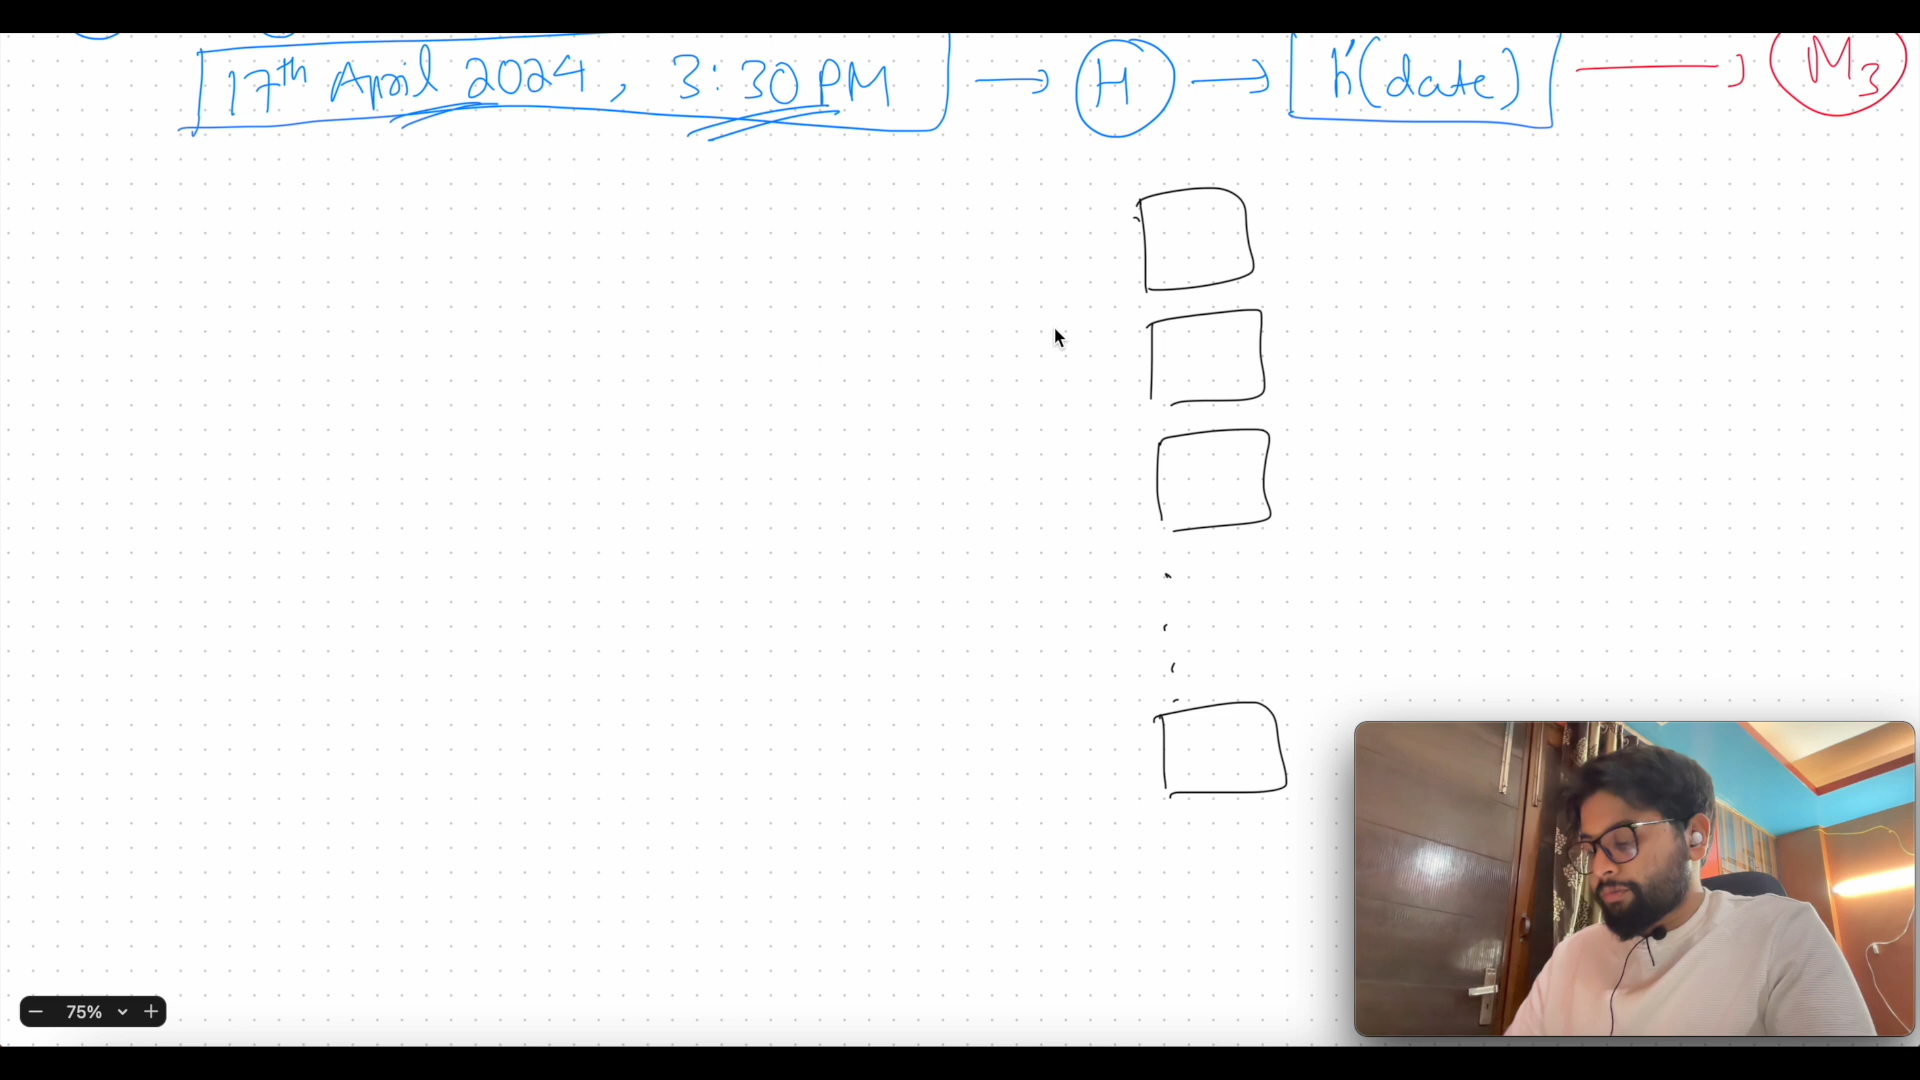 17th April 2024, 3:30 PM → H → h'(date) → M3
75%